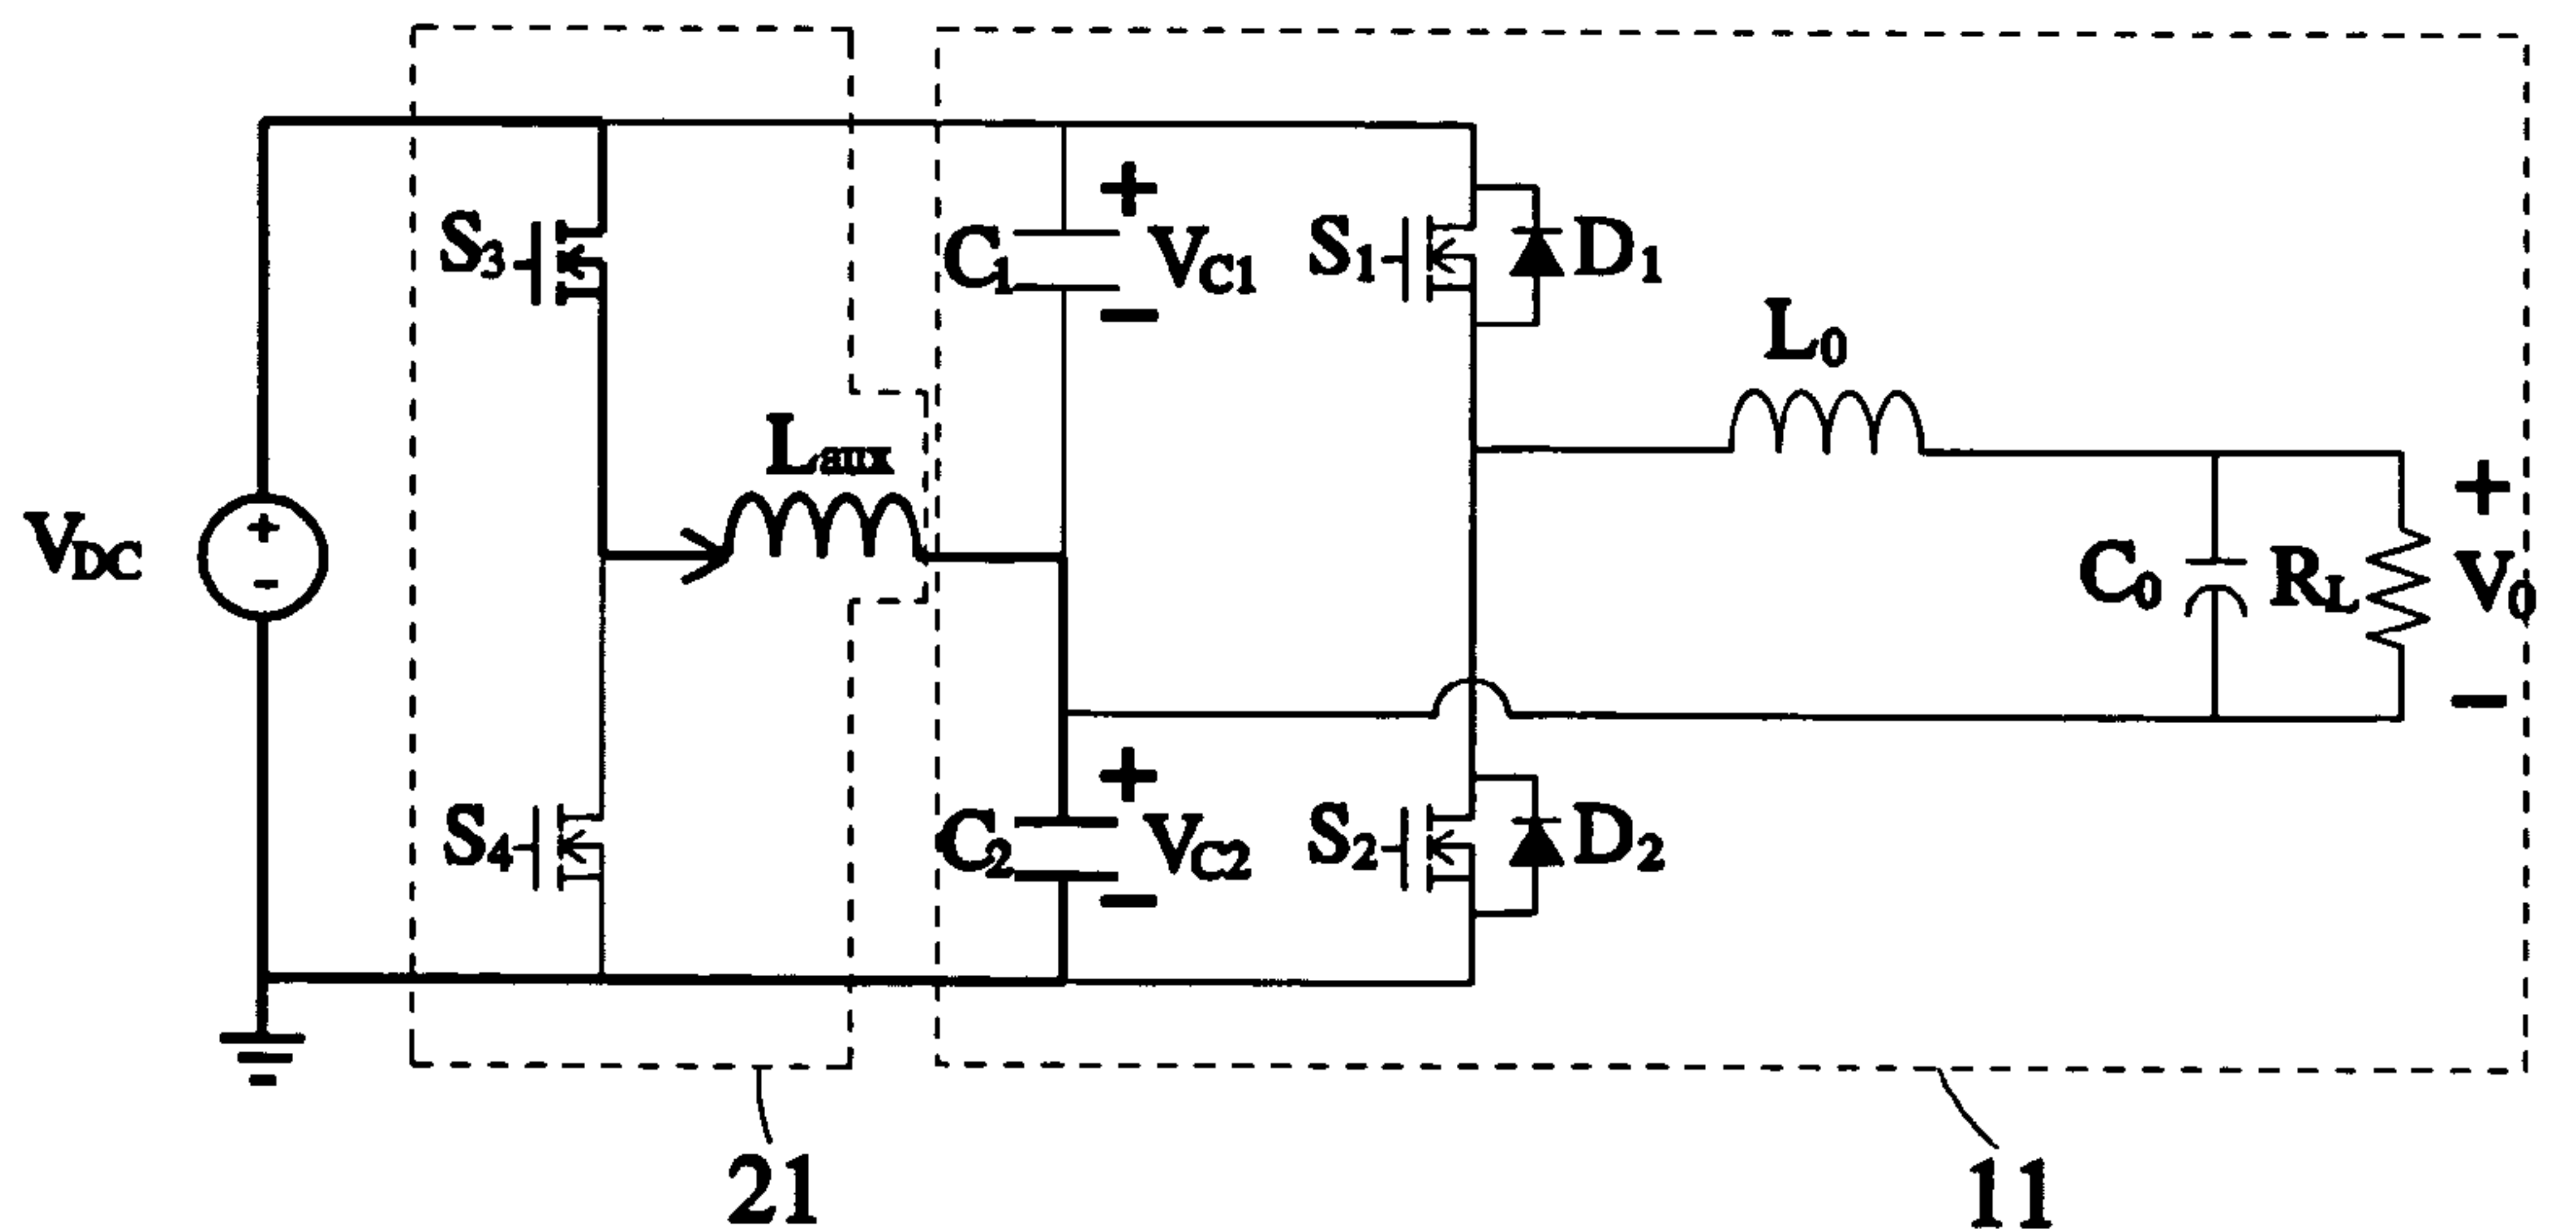 S3
C1
+
VC1
−
S1
D1
L0
Laux
VDC
+
-
C0
RL
+
V0
−
S4
C2
+
VC2
−
S2
D2
21
11